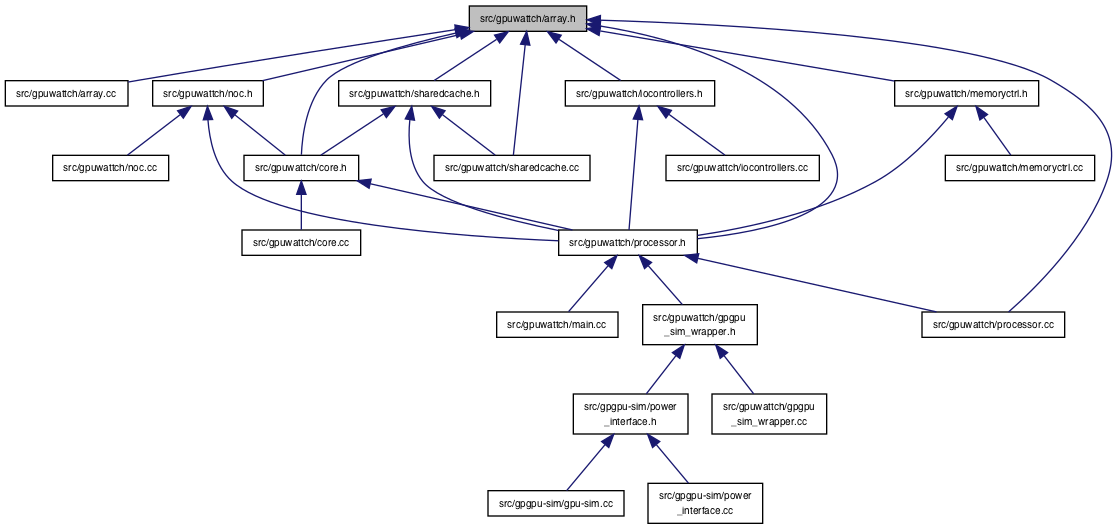 src/gpuwattch/array.h
src/gpuwattch/array.cc
src/gpuwattch/noc.h
src/gpuwattch/sharedcache.h
src/gpuwattch/iocontrollers.h
src/gpuwattch/memoryctrl.h
src/gpuwattch/noc.cc
src/gpuwattch/core.h
src/gpuwattch/sharedcache.cc
src/gpuwattch/iocontrollers.cc
src/gpuwattch/memoryctrl.cc
src/gpuwattch/core.cc
src/gpuwattch/processor.h
src/gpuwattch/main.cc
src/gpuwattch/gpgpu
_sim_wrapper.h
src/gpuwattch/processor.cc
src/gpgpu-sim/power
_interface.h
src/gpuwattch/gpgpu
_sim_wrapper.cc
src/gpgpu-sim/gpu-sim.cc
src/gpgpu-sim/power
_interface.cc